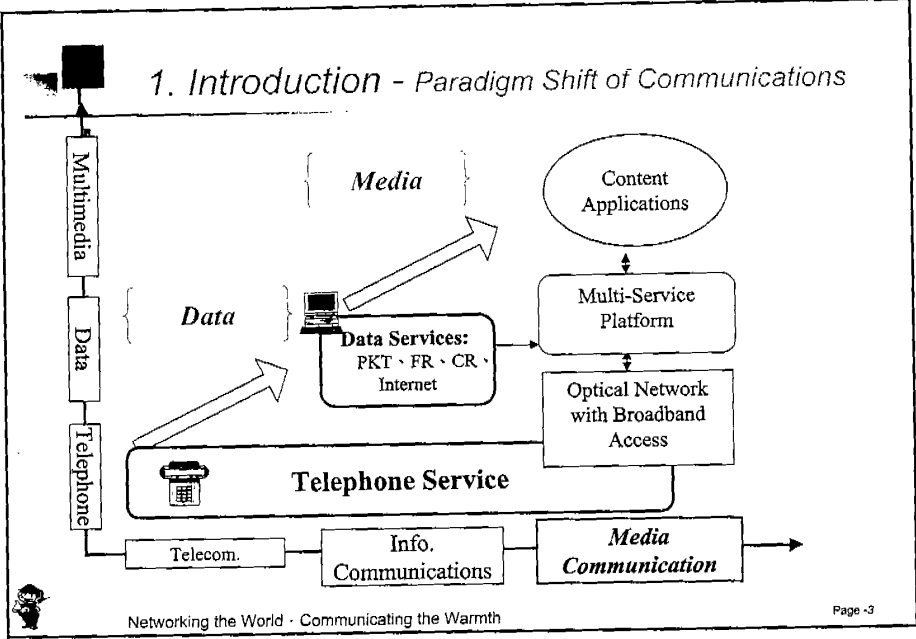 1. Introduction - Paradigm Shift of Communications
Multimedia
Data
Telephone
Media
Data
Content
Applications
Multi-Service
Platform
Data Services:
PKT、FR、CR、
Internet
Optical Network
with Broadband
Access
Telephone Service
Telecom.
Info.
Communications
Media
Communication
Networking the World · Communicating the Warmth
Page -3